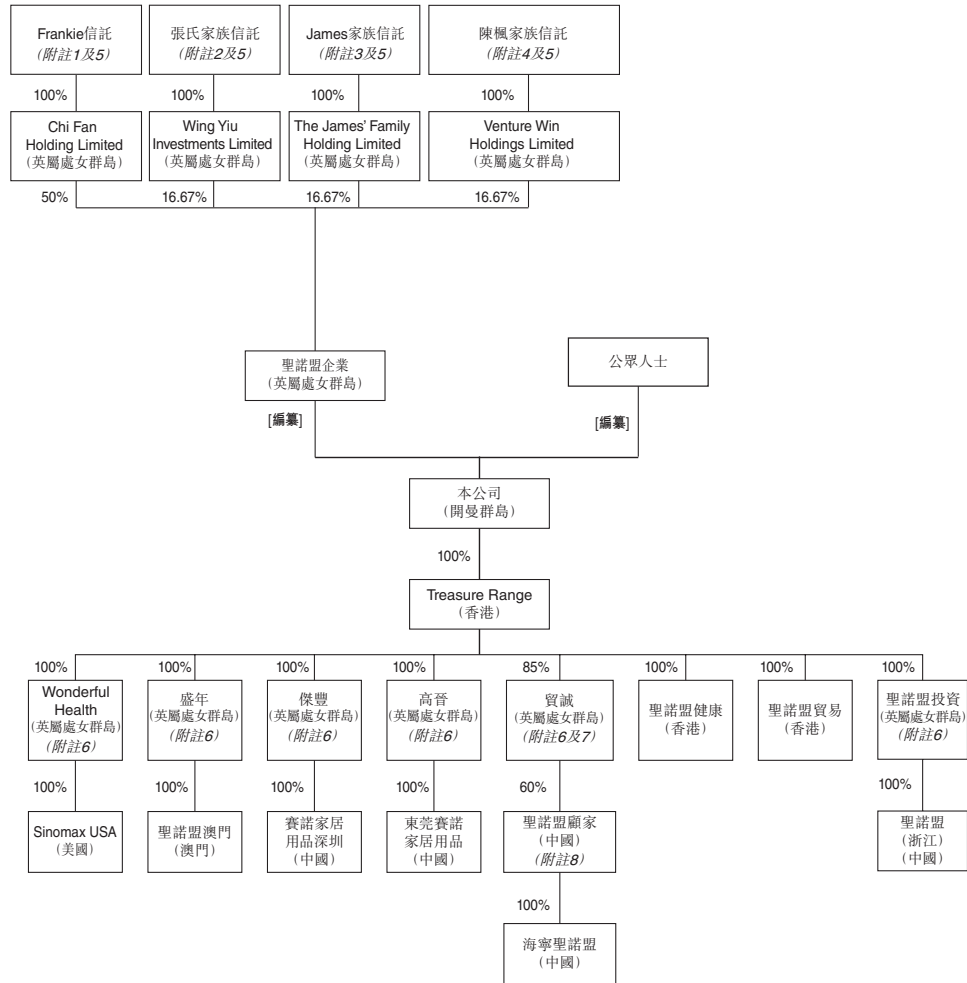 Frankie信託
(附註1及5)
張氏家族信託
(附註2及5)
James家族信託
(附註3及5)
陳楓家族信託
(附註4及5)
100%
100%
100%
100%
Chi Fan
Holding Limited
(英屬處女群島)
Wing Yiu
Investments Limited
(英屬處女群島)
The James' Family
Holding Limited
(英屬處女群島)
Venture Win
Holdings Limited
(英屬處女群島)
50%
16.67%
16.67%
16.67%
聖諾盟企業
(英屬處女群島)
公眾人士
[編纂]
[編纂]
本公司
(開曼群島)
100%
Treasure Range
(香港)
100%
100%
100%
100%
85%
100%
100%
100%
Wonderful
Health
(英屬處女群島)
(附註6)
盛年
(英屬處女群島)
(附註6)
傑豐
(英屬處女群島)
(附註6)
高晉
(英屬處女群島)
(附註6)
貿誠
(英屬處女群島)
(附註6及7)
聖諾盟健康
(香港)
聖諾盟貿易
(香港)
聖諾盟投資
(英屬處女群島)
(附註6)
100%
100%
100%
100%
60%
100%
Sinomax USA
(美國)
聖諾盟澳門
(澳門)
賽諾家居
用品深圳
(中國)
東莞賽諾
家居用品
(中國)
聖諾盟顧家
(中國)
(附註8)
聖諾盟
(浙江)
(中國)
100%
海寧聖諾盟
(中國)